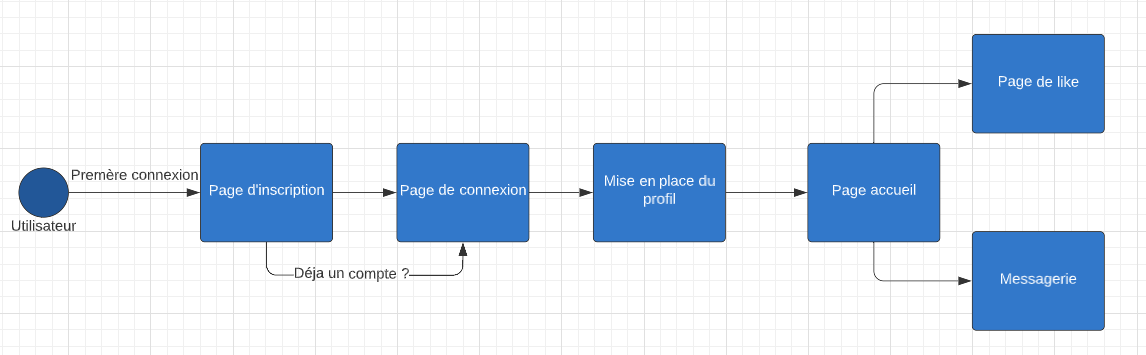 Premère connexion
Utilisateur
Page d'inscription
Déja un compte ?
Page de connexion
Mise en place du
profil
Page accueil
Page de like
Messagerie